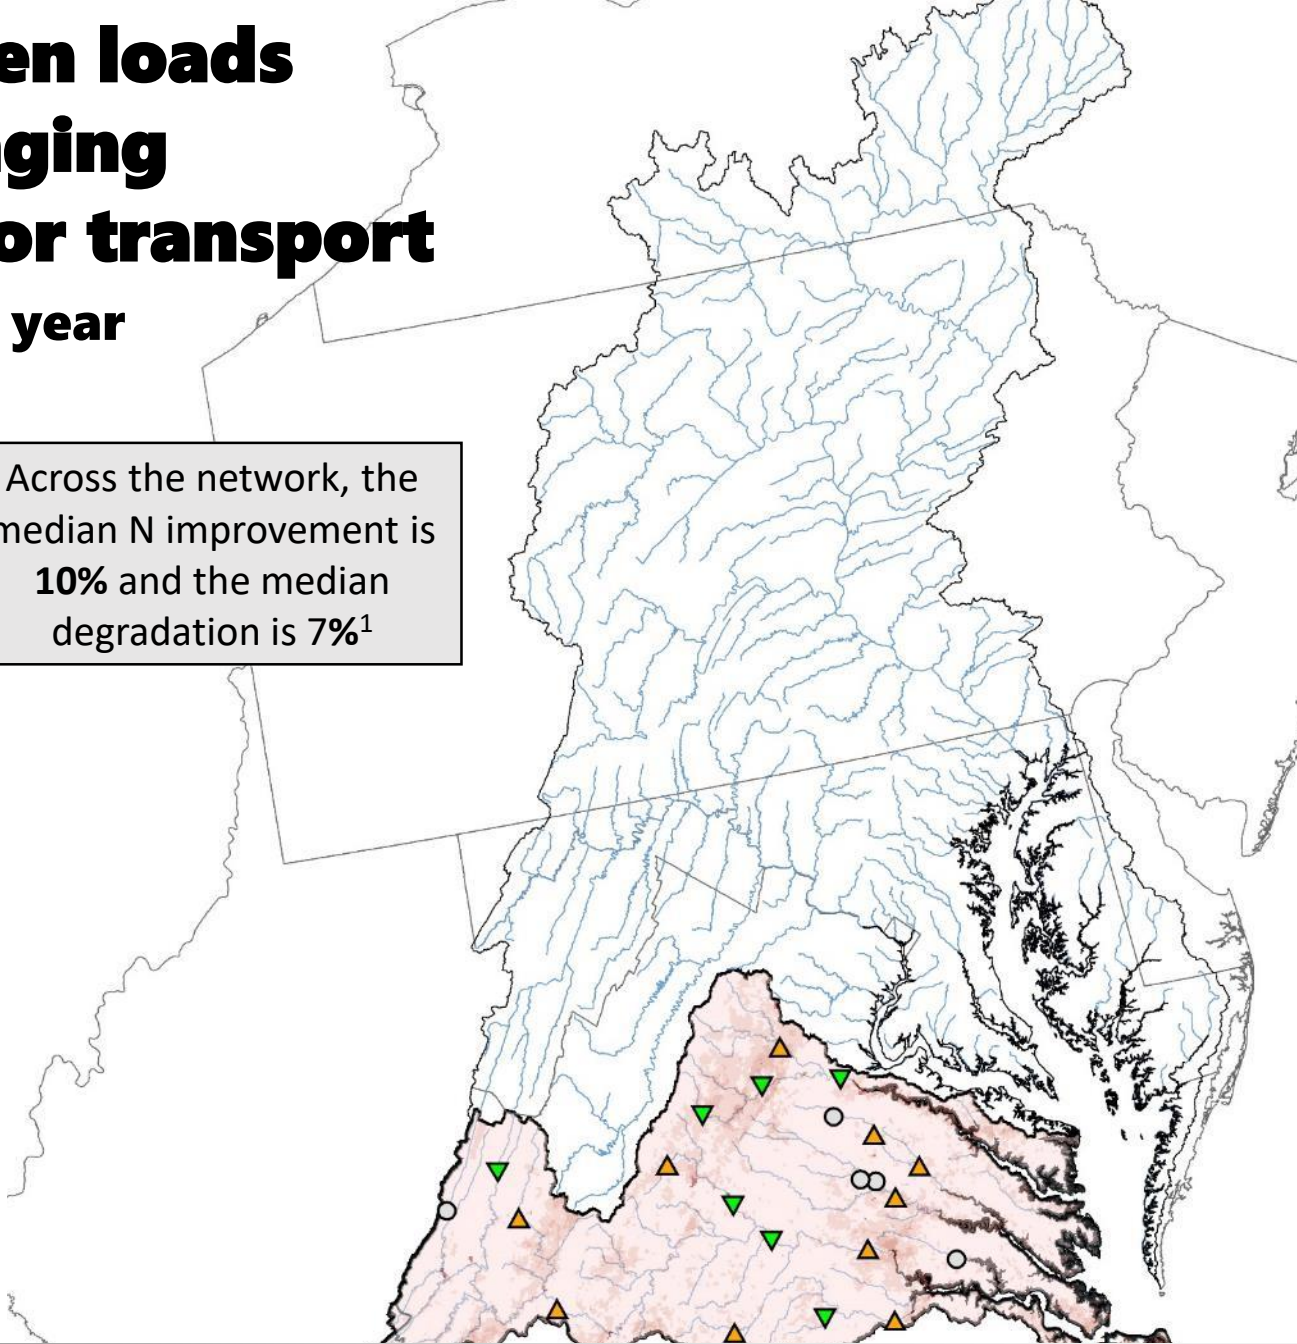 en loads
ging
or transport
year
Across the network, the
median N improvement is
10% and the median
degradation is 7%1